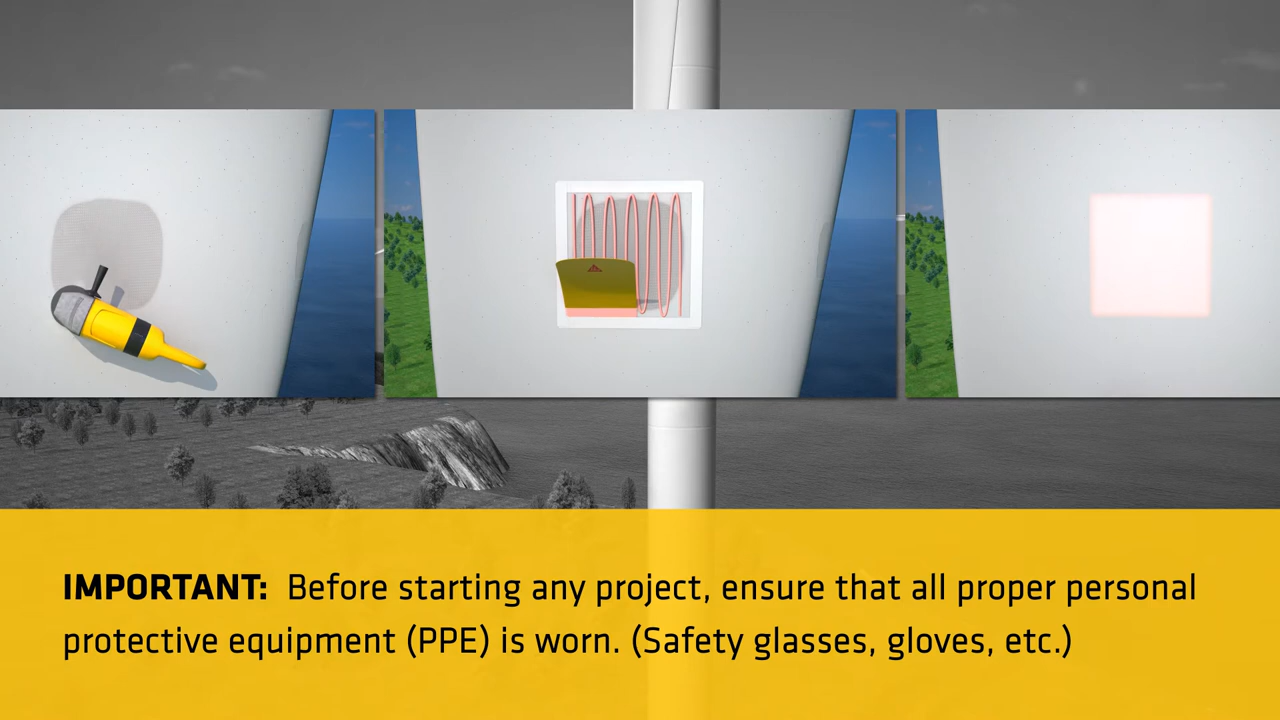 IMPORTANT: Before starting any project, ensure that all proper personal
protective equipment (PPE) is worn. (Safety glasses, gloves, etc.)